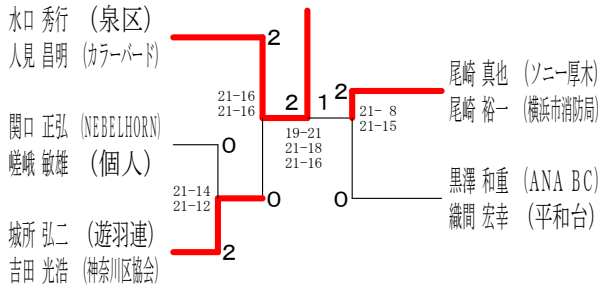 水口 秀行 (泉区)
人見 昌明 (カラーバード)
2
21-16
21-16
関口 正弘 (NEBELHORN)
嵯峨 敏雄 (個人)
0
21-14
21-12
0
城所 弘二 (遊羽連)
吉田 光浩 (神奈川区協会)
2
2 1
19-21
21-18
21-16
2
21- 8
21-15
尾崎 真也 (ソニー厚木)
尾崎 裕一 (横浜市消防局)
0
黒澤 和重 (ANA BC)
織間 宏幸 (平和台)